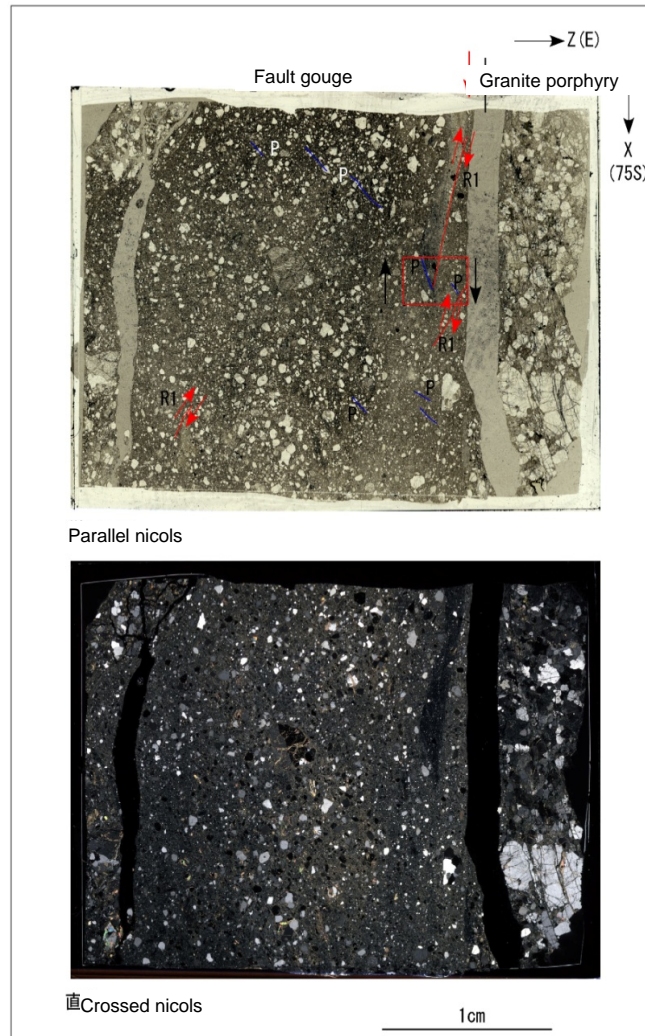 Z(E)
Fault gouge
Granite porphyry
X
(75S)
P
P
R1
P
P
R1
R1
P
P
Parallel nicols
直Crossed nicols
1cm